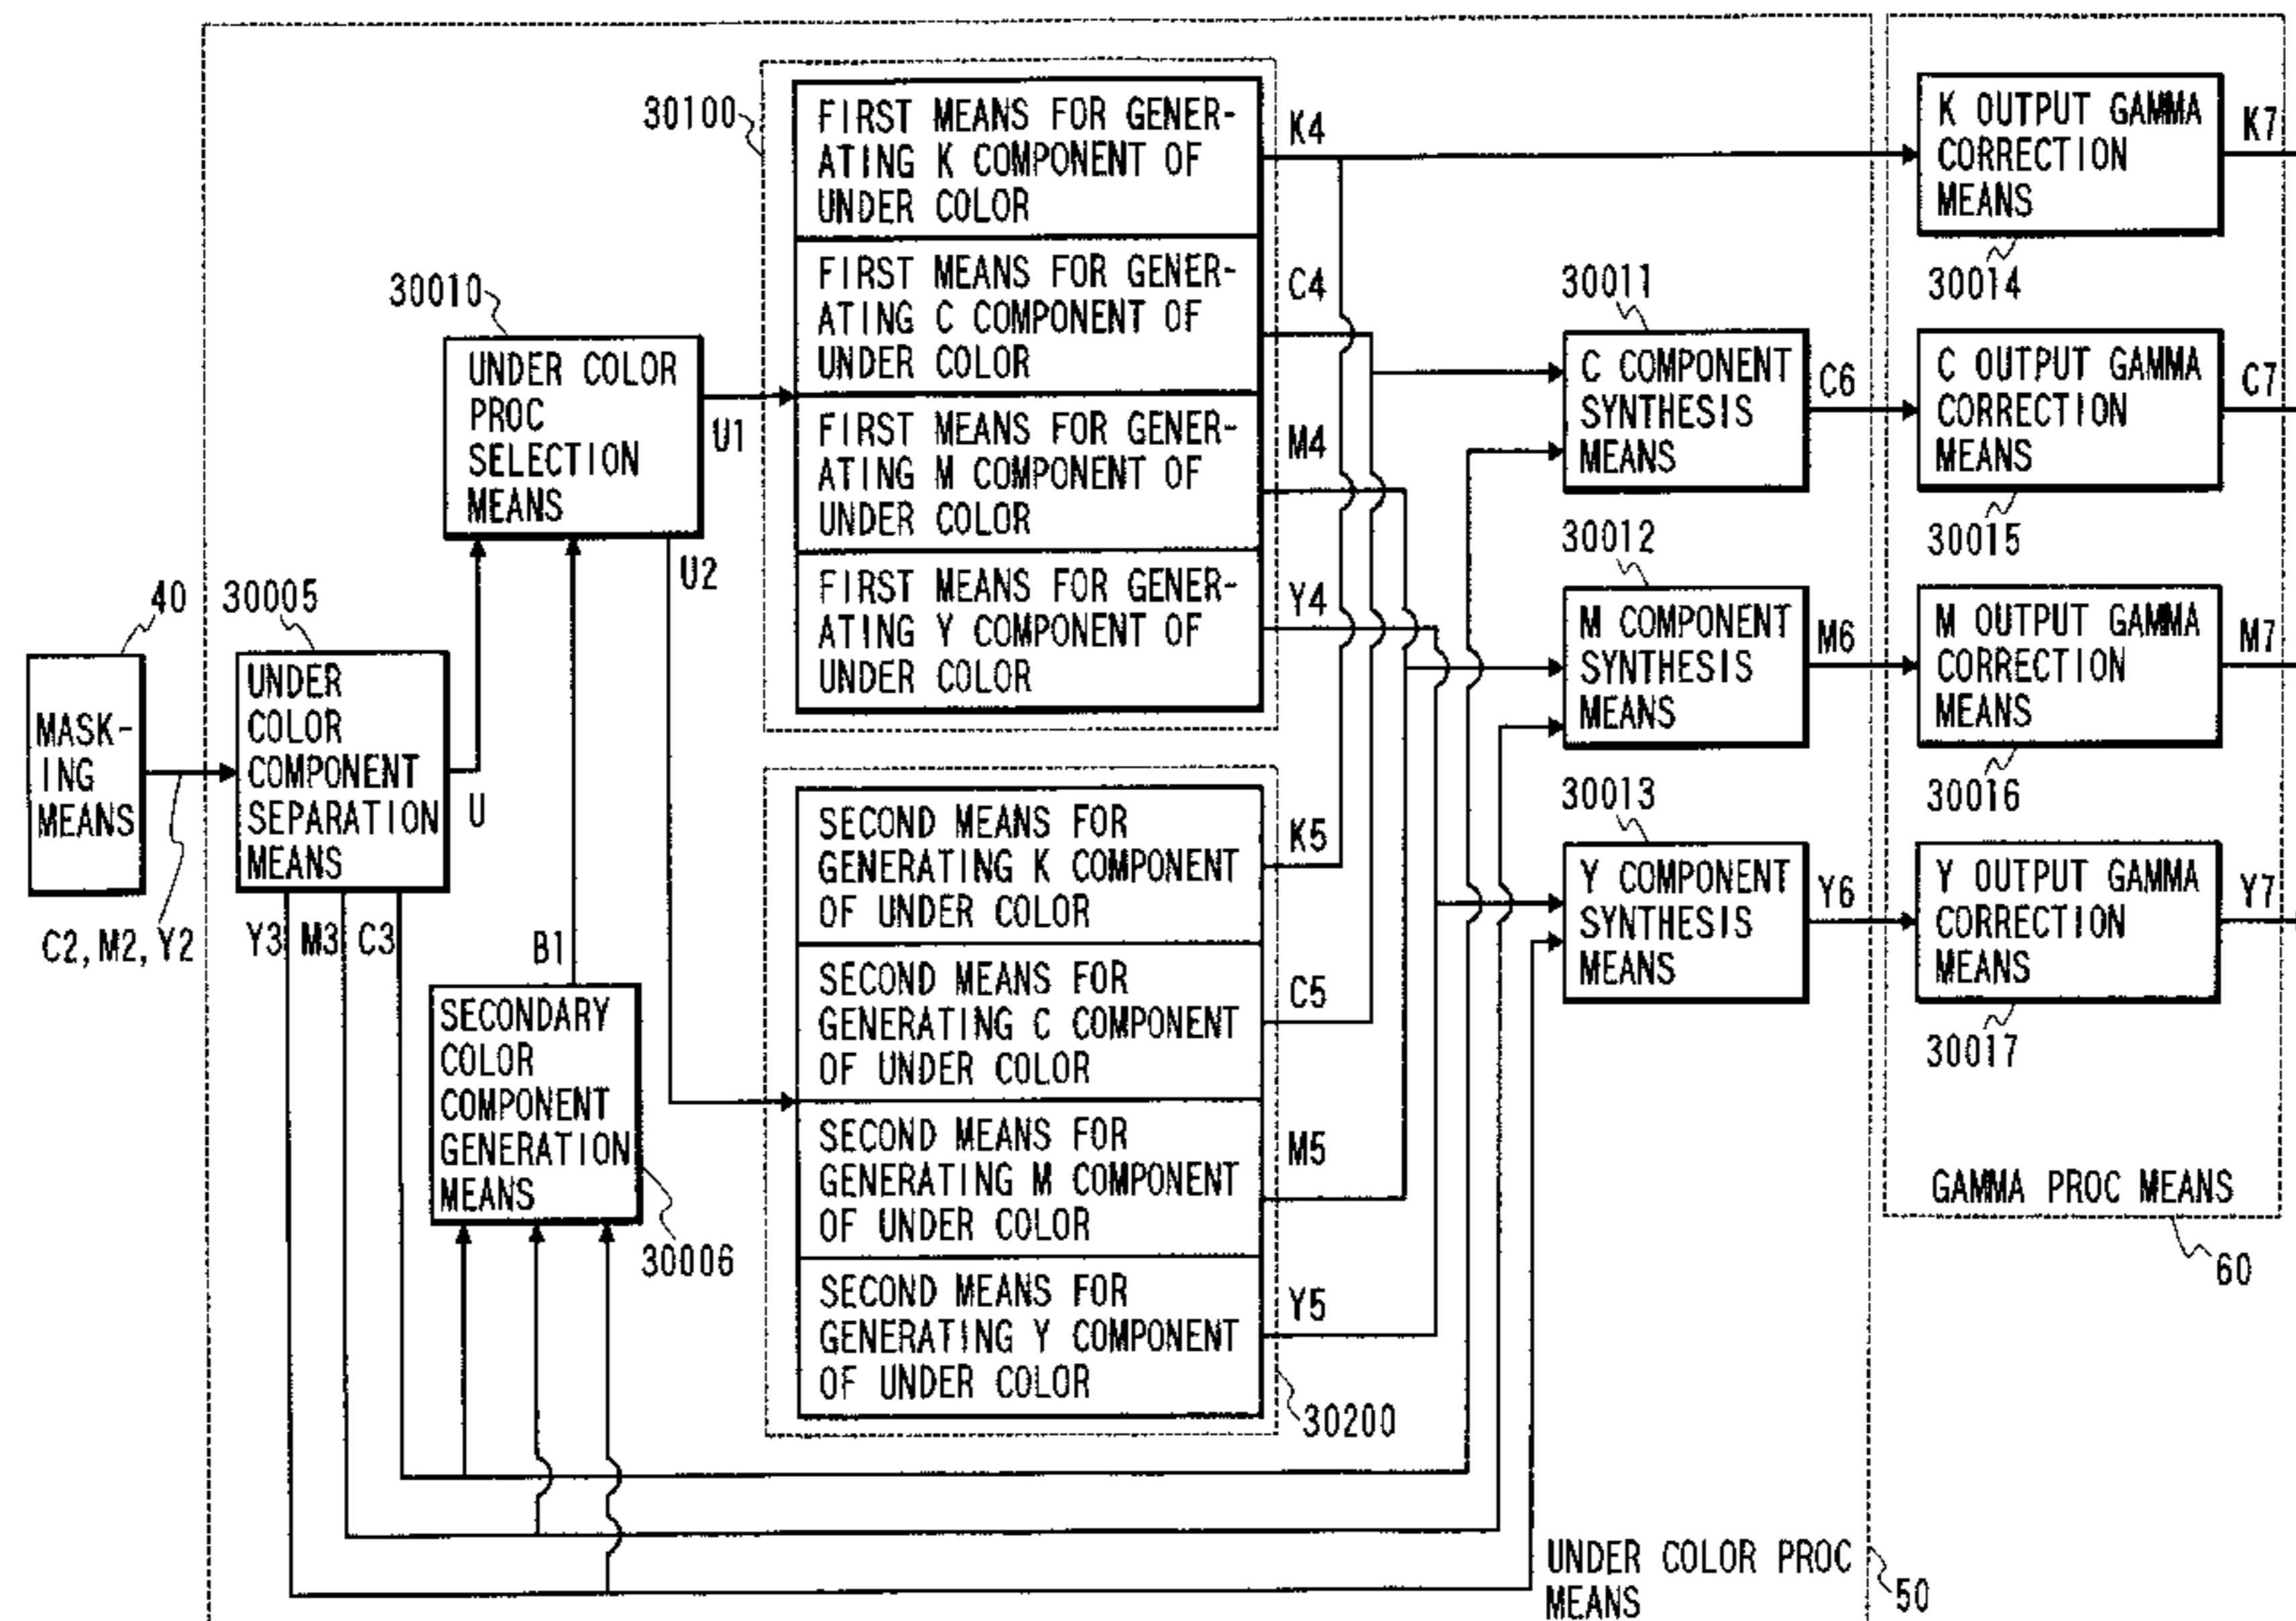 30100
FIRST MEANS FOR GENER-
ATING K COMPONENT OF
UNDER COLOR
K4
K OUTPUT GAMMA
CORRECTION
MEANS
K7
30014
30010
UNDER COLOR
PROC
SELECTION
MEANS
U1
U2
FIRST MEANS FOR GENER-
ATING C COMPONENT OF
UNDER COLOR
C4
30011
C COMPONENT
SYNTHESIS
MEANS
C6
C OUTPUT GAMMA
CORRECTION
MEANS
C7
30015
FIRST MEANS FOR GENER-
ATING M COMPONENT OF
UNDER COLOR
M4
30012
M COMPONENT
SYNTHESIS
MEANS
M6
M OUTPUT GAMMA
CORRECTION
MEANS
M7
30016
FIRST MEANS FOR GENER-
ATING Y COMPONENT OF
UNDER COLOR
Y4
40
MASK-
ING
MEANS
C2, M2, Y2
30005
UNDER
COLOR
COMPONENT
SEPARATION
MEANS
U
Y3
M3
C3
B1
SECONDARY
COLOR
COMPONENT
GENERATION
MEANS
30006
SECOND MEANS FOR
GENERATING K COMPONENT
OF UNDER COLOR
K5
30013
Y COMPONENT
SYNTHESIS
MEANS
Y6
Y OUTPUT GAMMA
CORRECTION
MEANS
Y7
30017
SECOND MEANS FOR
GENERATING C COMPONENT
OF UNDER COLOR
C5
SECOND MEANS FOR
GENERATING M COMPONENT
OF UNDER COLOR
M5
SECOND MEANS FOR
GENERATING Y COMPONENT
OF UNDER COLOR
Y5
30200
GAMMA PROC MEANS
60
UNDER COLOR PROC
MEANS
50